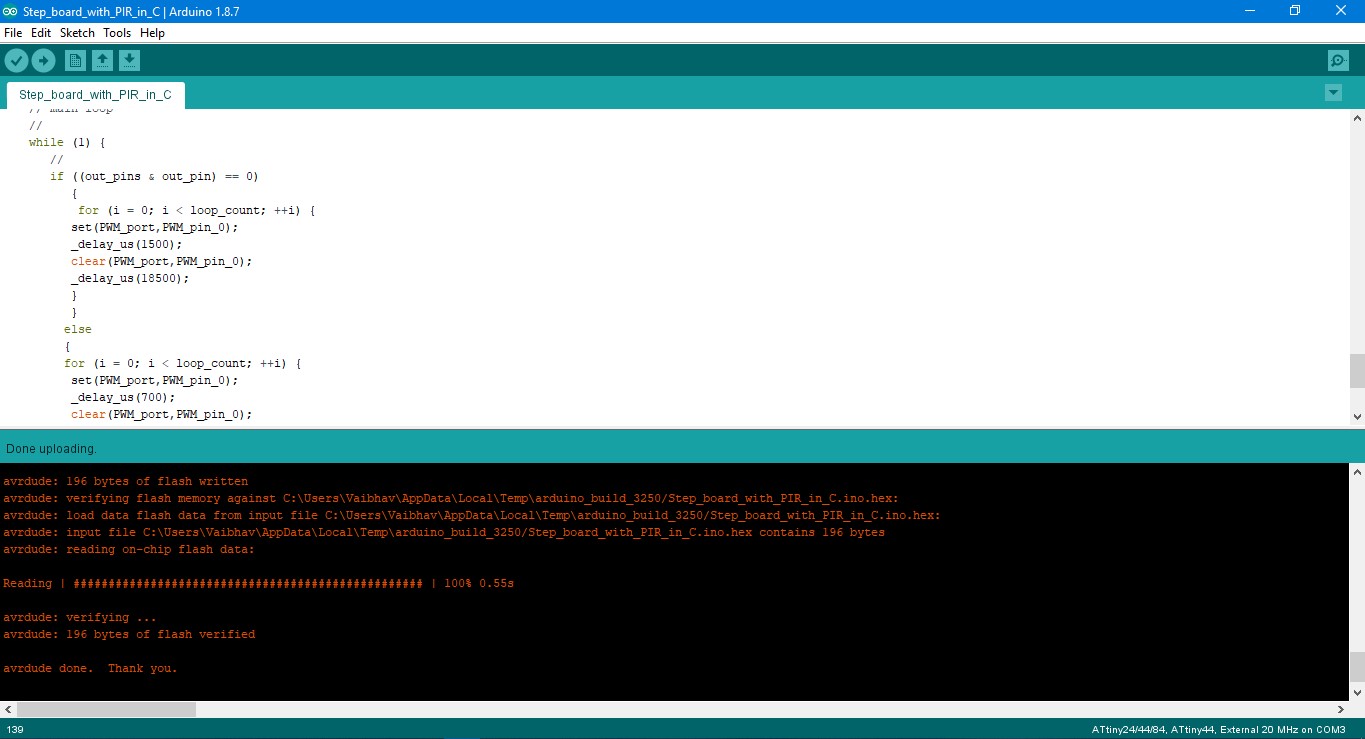 Step_board_with_PIR_in_C | Arduino 1.8.7
File Edit Sketch Tools Help
Step_board_with_PIR_in_C
// main loop
//
while (1) {
//
if ((out_pins & out_pin) == 0)
{
for (i = 0; i < loop_count; ++i) {
set(PWM_port,PWM_pin_0);
_delay_us(1500);
clear(PWM_port,PWM_pin_0);
_delay_us(18500);
}
}
else
{
for (i = 0; i < loop_count; ++i) {
set(PWM_port,PWM_pin_0);
_delay_us(700);
clear(PWM_port,PWM_pin_0);
Done uploading.
avrdude: 196 bytes of flash written
avrdude: verifying flash memory against C:\Users\Vaibhav\AppData\Local\Temp\arduino_build_3250/Step_board_with_PIR_in_C.ino.hex:
avrdude: load data flash data from input file C:\Users\Vaibhav\AppData\Local\Temp\arduino_build_3250/Step_board_with_PIR_in_C.ino.hex:
avrdude: input file C:\Users\Vaibhav\AppData\Local\Temp\arduino_build_3250/Step_board_with_PIR_in_C.ino.hex contains 196 bytes
avrdude: reading on-chip flash data:
Reading | ################################################## | 100% 0.55s
avrdude: verifying ...
avrdude: 196 bytes of flash verified
avrdude done.  Thank you.
139
ATtiny24/44/84, ATtiny44, External 20 MHz on COM3